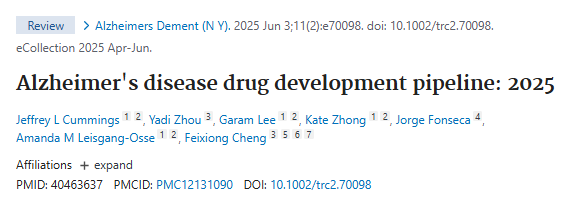 Review > Alzheimers Dement (N Y). 2025 Jun 3;11(2):e70098. doi: 10.1002/trc2.70098.
eCollection 2025 Apr-Jun.
Alzheimer's disease drug development pipeline: 2025
Jeffrey L Cummings 1 2, Yadi Zhou 3, Garam Lee 1 2, Kate Zhong 1 2, Jorge Fonseca 4,
Amanda M Leisgang-Osse 1 2, Feixiong Cheng 3 5 6 7
Affiliations + expand
PMID: 40463637 PMCID: PMC12131090 DOI: 10.1002/trc2.70098